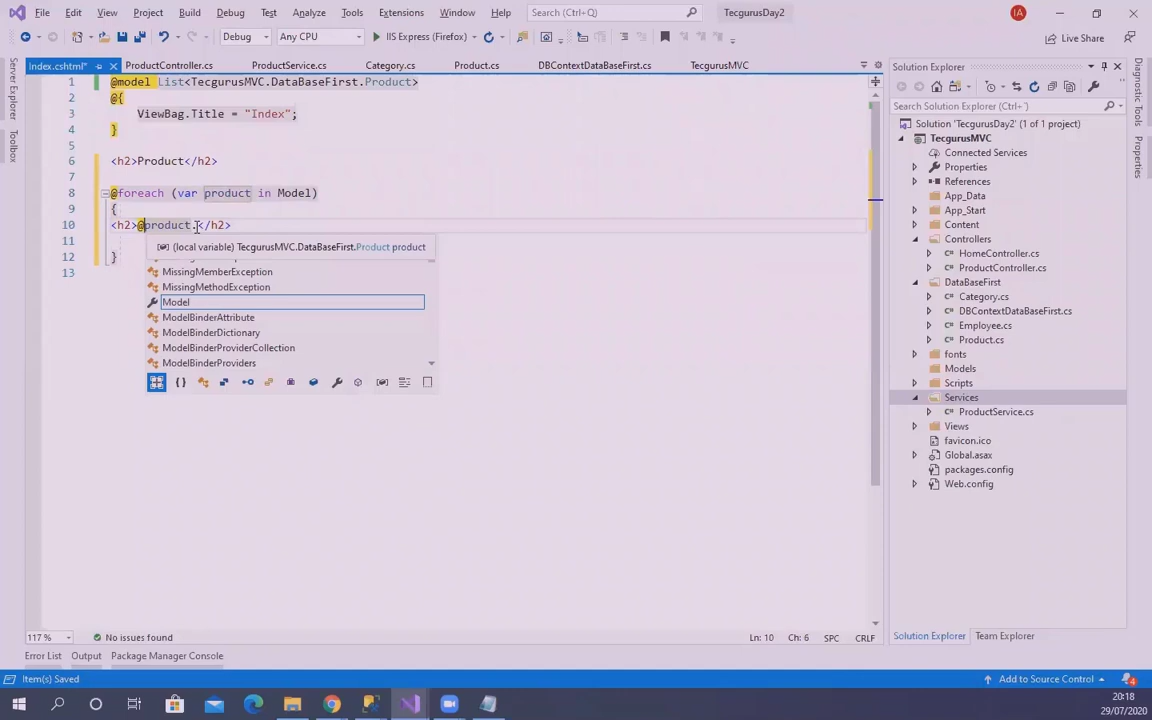 File Edit View Project Build Debug Test Analyze Tools Extensions Window Help Search (Ctrl+Q) TecgurusDay2 IA
Debug Any CPU IIS Express (Firefox) Live Share
Index.cshtml* ProductController.cs ProductService.cs Category.cs Product.cs DBContextDataBaseFirst.cs TecgurusMVC
Server Explorer
Toolbox
1 @model List<TecgurusMVC.DataBaseFirst.Product>
2 @{
3 ViewBag.Title = "Index";
4 }
5
6 <h2>Product</h2>
7
8 @foreach (var product in Model)
9 {
10 <h2>@product.</h2>
11
12 }
13
(local variable) TecgurusMVC.DataBaseFirst.Product product
MissingMemberException
MissingMethodException
Model
ModelBinderAttribute
ModelBinderDictionary
ModelBinderProviderCollection
ModelBinderProviders
117 % No issues found Ln: 10 Ch: 6 SPC CRLF
Error List Output Package Manager Console
Solution Explorer
Search Solution Explorer (Ctrl+')
Solution 'TecgurusDay2' (1 of 1 project)
TecgurusMVC
Connected Services
Properties
References
App_Data
App_Start
Content
Controllers
HomeController.cs
ProductController.cs
DataBaseFirst
Category.cs
DBContextDataBaseFirst.cs
Employee.cs
Product.cs
fonts
Models
Scripts
Services
ProductService.cs
Views
favicon.ico
Global.asax
packages.config
Web.config
Solution Explorer Team Explorer
Diagnostic Tools
Properties
Item(s) Saved Add to Source Control 4
20:18
29/07/2020